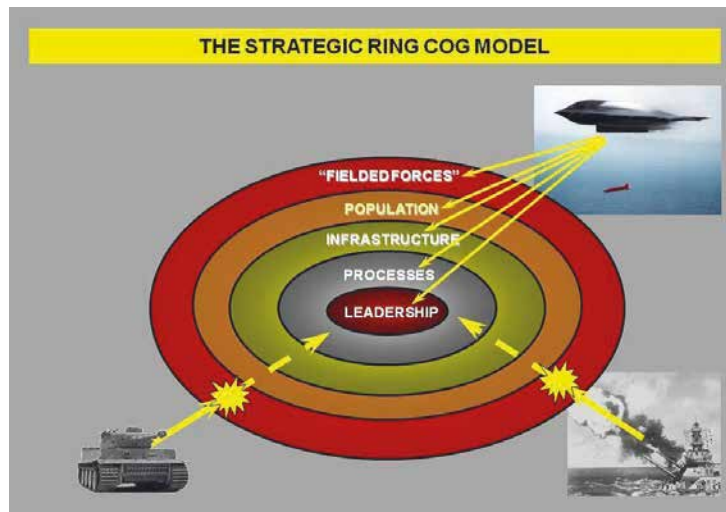 THE STRATEGIC RING COG MODEL
"FIELDED FORCES"
POPULATION
INFRASTRUCTURE
PROCESSES
LEADERSHIP